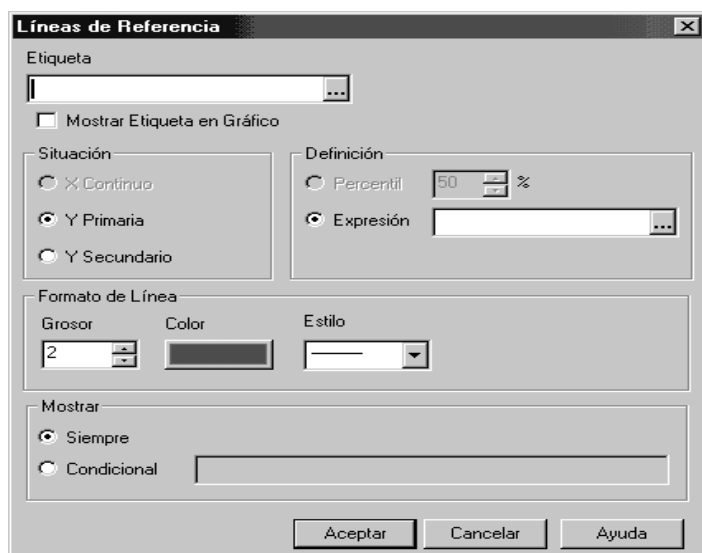 Líneas de Referencia
Etiqueta
...
Mostrar Etiqueta en Gráfico
Situación
X Continuo
Y Primaria
Y Secundario
Definición
Percentil 50 %
Expresión ...
Formato de Línea
Grosor Color Estilo
2
Mostrar
Siempre
Condicional
Aceptar Cancelar Ayuda